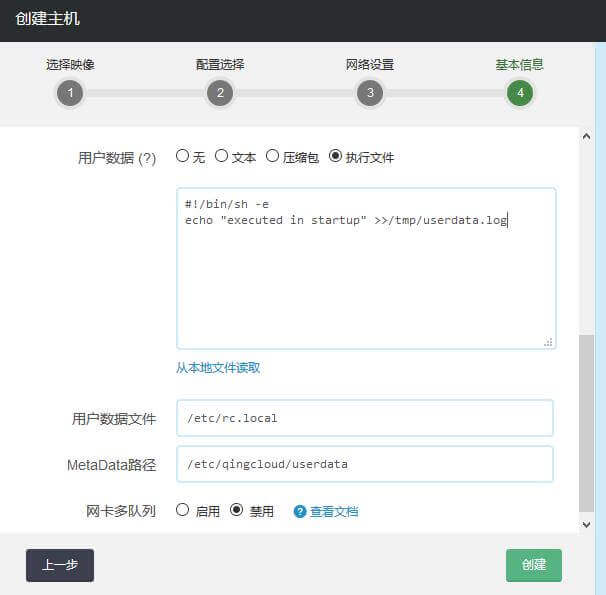 创建主机
选择映像 配置选择 网络设置 基本信息
1 2 3 4
用户数据 (?) 无 文本 压缩包 执行文件
#!/bin/sh -e
echo "executed in startup" >>/tmp/userdata.log
从本地文件读取
用户数据文件 /etc/rc.local
MetaData路径 /etc/qingcloud/userdata
网卡多队列 启用 禁用 ? 查看文档
上一步 创建